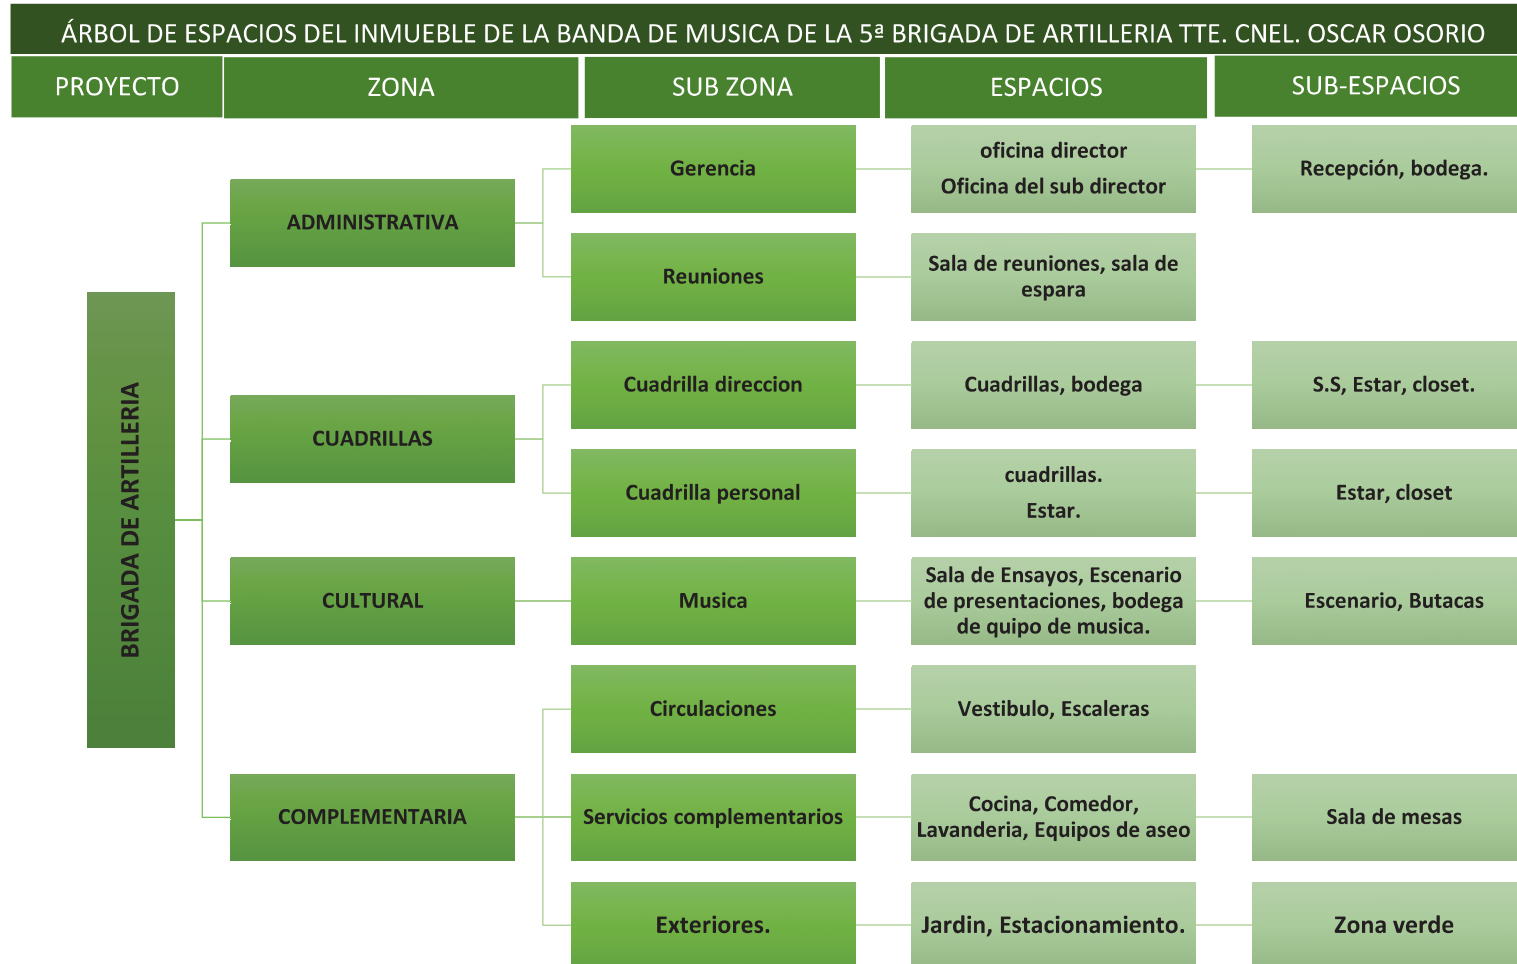 ÁRBOL DE ESPACIOS DEL INMUEBLE DE LA BANDA DE MUSICA DE LA 5ª BRIGADA DE ARTILLERIA TTE. CNEL. OSCAR OSORIO
PROYECTO
ZONA
SUB ZONA
ESPACIOS
SUB-ESPACIOS
BRIGADA DE ARTILLERIA
ADMINISTRATIVA
Gerencia
oficina director
Oficina del sub director
Recepción, bodega.
Reuniones
Sala de reuniones, sala de
espara
CUADRILLAS
Cuadrilla direccion
Cuadrillas, bodega
S.S, Estar, closet.
Cuadrilla personal
cuadrillas.
Estar.
Estar, closet
CULTURAL
Musica
Sala de Ensayos, Escenario
de presentaciones, bodega
de quipo de musica.
Escenario, Butacas
COMPLEMENTARIA
Circulaciones
Vestibulo, Escaleras
Servicios complementarios
Cocina, Comedor,
Lavanderia, Equipos de aseo
Sala de mesas
Exteriores.
Jardin, Estacionamiento.
Zona verde